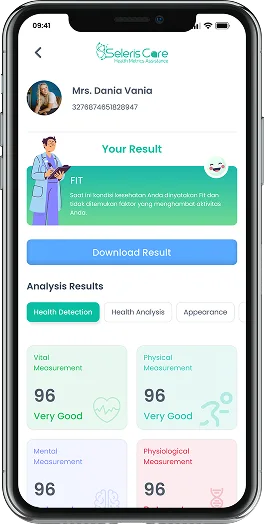 09:41
Seleris Care
Health Metrics Assistance
Mrs. Dania Vania
3276874651828947
Your Result
FIT
Saat ini kondisi kesehatan Anda dinyatakan Fit dan
tidak ditemukan faktor yang menghambat aktivitas
Anda
Download Result
Analysis Results
Health Detection
Health Analysis
Appearance
Vital
Measurement
96
Very Good
Physical
Measurement
96
Very Good
Mental
Measurement
96
Physiological
Measurement
96